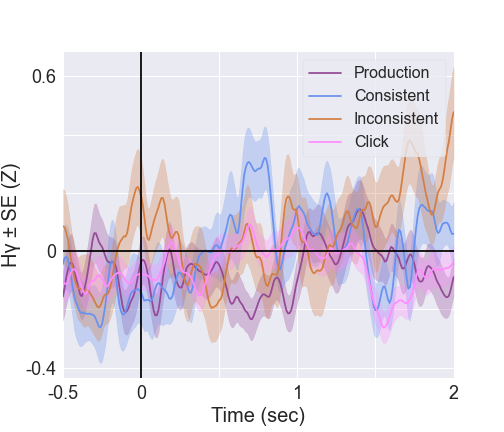 Production
Consistent
Inconsistent
Click
Hγ ± SE (Z)
0.6
0
-0.4
-0.5
0
1
2
Time (sec)